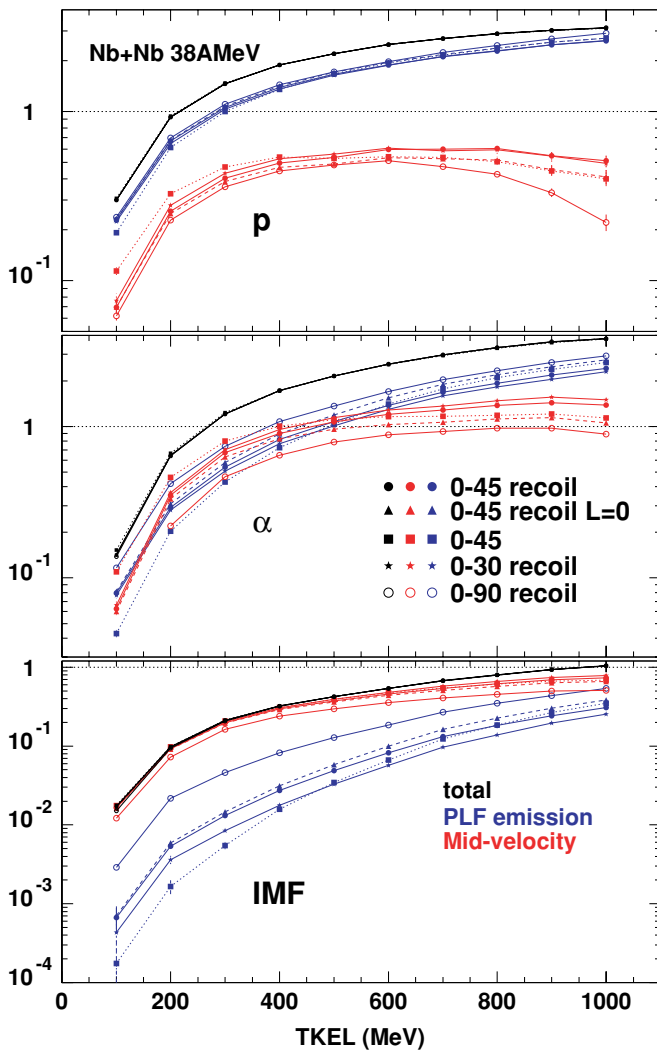 Nb+Nb 38AMeV
1
10-1
p
1
10-1
α
0-45 recoil
0-45 recoil L=0
0-45
0-30 recoil
0-90 recoil
1
10-1
10-2
10-3
10-4
total
PLF emission
Mid-velocity
IMF
0 200 400 600 800 1000
TKEL (MeV)